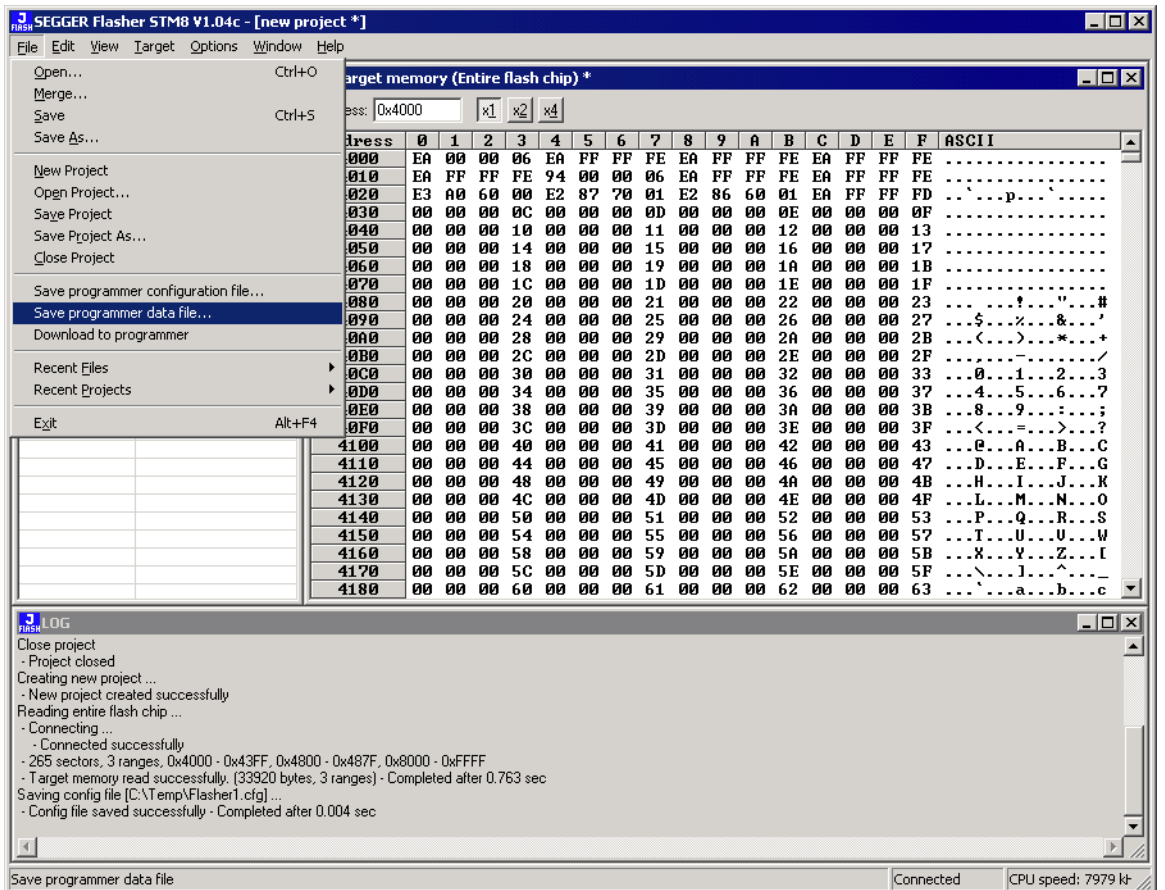 SEGGER Flasher STM8 V1.04c - [new project *]
File Edit View Target Options Window Help
Open... Ctrl+O
Merge...
Save Ctrl+S
Save As...
New Project
Open Project...
Save Project
Save Project As...
Close Project
Save programmer configuration file...
Save programmer data file...
Download to programmer
Recent Files
Recent Projects
Exit Alt+F4
arget memory (Entire flash chip) *
ess: 0x4000 x1 x2 x4
dress 0 1 2 3 4 5 6 7 8 9 A B C D E F ASCII
000 EA 00 00 06 EA FF FF FE EA FF FF FE EA FF FF FE ................
010 EA FF FF FE 94 00 00 06 EA FF FF FE EA FF FF FE ................
020 E3 A0 60 00 E2 87 70 01 E2 86 60 01 EA FF FF FD ..`...p...`.....
030 00 00 00 0C 00 00 00 0D 00 00 00 0E 00 00 00 0F ................
040 00 00 00 10 00 00 00 11 00 00 00 12 00 00 00 13 ................
050 00 00 00 14 00 00 00 15 00 00 00 16 00 00 00 17 ................
060 00 00 00 18 00 00 00 19 00 00 00 1A 00 00 00 1B ................
070 00 00 00 1C 00 00 00 1D 00 00 00 1E 00 00 00 1F ................
080 00 00 00 20 00 00 00 21 00 00 00 22 00 00 00 23 ... ...!..."...#
090 00 00 00 24 00 00 00 25 00 00 00 26 00 00 00 27 ...$...%...&...'
0A0 00 00 00 28 00 00 00 29 00 00 00 2A 00 00 00 2B ...(...)...*...+
0B0 00 00 00 2C 00 00 00 2D 00 00 00 2E 00 00 00 2F ...,...-......./
0C0 00 00 00 30 00 00 00 31 00 00 00 32 00 00 00 33 ...0...1...2...3
0D0 00 00 00 34 00 00 00 35 00 00 00 36 00 00 00 37 ...4...5...6...7
0E0 00 00 00 38 00 00 00 39 00 00 00 3A 00 00 00 3B ...8...9...:...;
0F0 00 00 00 3C 00 00 00 3D 00 00 00 3E 00 00 00 3F ...<...=...>...?
4100 00 00 00 40 00 00 00 41 00 00 00 42 00 00 00 43 ...@...A...B...C
4110 00 00 00 44 00 00 00 45 00 00 00 46 00 00 00 47 ...D...E...F...G
4120 00 00 00 48 00 00 00 49 00 00 00 4A 00 00 00 4B ...H...I...J...K
4130 00 00 00 4C 00 00 00 4D 00 00 00 4E 00 00 00 4F ...L...M...N...O
4140 00 00 00 50 00 00 00 51 00 00 00 52 00 00 00 53 ...P...Q...R...S
4150 00 00 00 54 00 00 00 55 00 00 00 56 00 00 00 57 ...T...U...V...W
4160 00 00 00 58 00 00 00 59 00 00 00 5A 00 00 00 5B ...X...Y...Z...[
4170 00 00 00 5C 00 00 00 5D 00 00 00 5E 00 00 00 5F ...\...]...^..._
4180 00 00 00 60 00 00 00 61 00 00 00 62 00 00 00 63 ...`...a...b...c
LOG
Close project
- Project closed
Creating new project ...
- New project created successfully
Reading entire flash chip ...
- Connecting ...
- Connected successfully
- 265 sectors, 3 ranges, 0x4000 - 0x43FF, 0x4800 - 0x487F, 0x8000 - 0xFFFF
- Target memory read successfully. (33920 bytes, 3 ranges) - Completed after 0.763 sec
Saving config file [C:\Temp\Flasher1.cfg] ...
- Config file saved successfully - Completed after 0.004 sec
Save programmer data file Connected CPU speed: 7979 kH